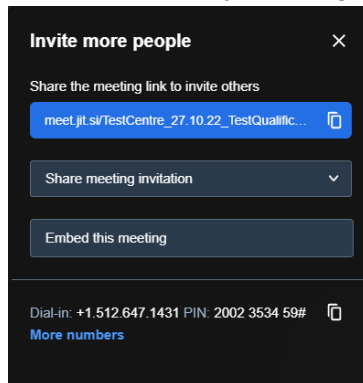 Invite more people
Share the meeting link to invite others
meet.jit.si/TestCentre_27.10.22_TestQualific...
Share meeting invitation
Embed this meeting
Dial-in: +1.512.647.1431 PIN: 2002 3534 59#
More numbers